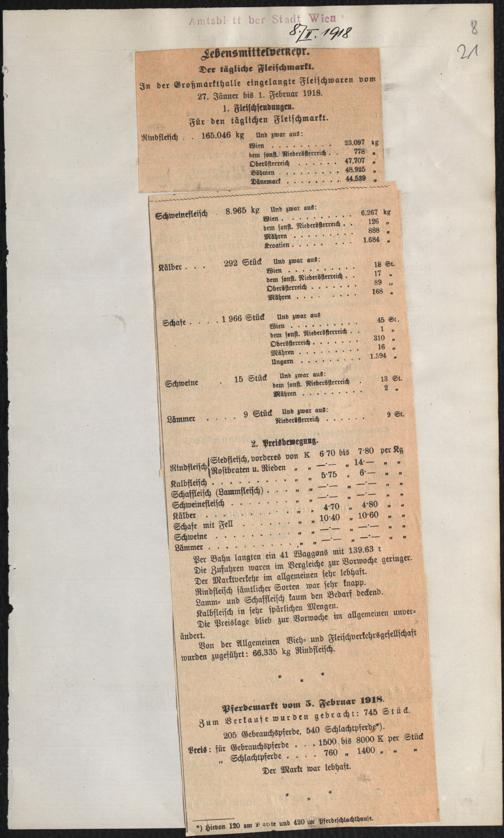 Amtsblatt der Stadt Wien
8/II. 1918
8
21
Lebensmittelverkehr.
Der tägliche Fleischmarkt.
In der Großmarkthalle eingelangte Fleischwaren vom
27. Jänner bis 1. Februar 1918.
1. Fleischsendungen.
Für den täglichen Fleischmarkt.
Rindfleisch . . 165.046 kg Und zwar aus:
Wien . . . . . . . . . 23.097 kg
dem sonst. Niederösterreich . . 778 „
Oberösterreich . . . . . . 47,707 „
Böhmen . . . . . . . . 48.925 „
Dänemark . . . . . . . 44.539 „
Schweinefleisch . 8.965 kg Und zwar aus:
Wien . . . . . . . . . 6.267 kg
dem sonst. Niederösterreich . . 126 „
Mähren . . . . . . . . 888 „
Kroatien . . . . . . . . 1.684 „
Kälber . . . 292 Stück Und zwar aus:
Wien . . . . . . . . . 18 St.
dem sonst. Niederösterreich . . 17 „
Oberösterreich . . . . . . 89 „
Mähren . . . . . . . . 168 „
Schafe . . . . 1 966 Stück Und zwar aus
Wien . . . . . . . . . 45 St.
dem sonst. Niederösterreich . . 1 „
Oberösterreich . . . . . . 310 „
Mähren . . . . . . . . 16 „
Ungarn . . . . . . . . 1.594 „
Schweine . . 15 Stück Und zwar aus:
dem sonst. Niederösterreich . 13 St.
Mähren . . . . . . . . 2 „
Lämmer . . . 9 Stück Und zwar aus:
Niederösterreich . . . . . . 9 St.
2. Preisbewegung.
Rindfleisch { Siedfleisch, vorderes von K 6·70 bis 7·80 per Kg
Rostbraten u. Rieden „ „ —·— „ 14·— „ „
Kalbfleisch . . . . . . . . „ „ 5·75 „ 6·— „ „
Schaffleisch (Lammfleisch) . . . „ „ —·— „ —·— „ „
Schweinefleisch . . . . . . . „ „ —·— „ —·— „ „
Kälber . . . . . . . . . „ „ 4·70 „ 4·80 „ „
Schafe mit Fell . . . . . . „ „ 10·40 „ 10·60 „ „
Schweine . . . . . . . . „ „ —·— „ —·— „ „
Lämmer . . . . . . . . „ „ —·— „ —·— „ „
Per Bahn langten ein 41 Waggons mit 139.63 t
Die Zufuhren waren im Vergleiche zur Vorwoche geringer.
Der Marktverkehr im allgemeinen sehr lebhaft.
Rindfleisch sämtlicher Sorten war sehr knapp.
Lamm- und Schaffleisch kaum den Bedarf deckend.
Kalbfleisch in sehr spärlichen Mengen.
Die Preislage blieb zur Vorwoche im allgemeinen unver-
ändert.
Von der Allgemeinen Vieh- und Fleischverkehrsgesellschaft
wurden zugeführt: 66,335 kg Rindfleisch.
* * *
Pferdemarkt vom 5. Februar 1918.
Zum Verkaufe wurden gebracht: 745 Stück.
205 Gebrauchspferde, 540 Schlachtpferde*).
Preis: für Gebrauchspferde . . . 1500 bis 8000 K per Stück
„ Schlachtpferde . . . . 760 „ 1400 „ „ „
Der Markt war lebhaft.
* * *
*) Hievon 120 am Markte und 420 im Pferdeschlachthause.